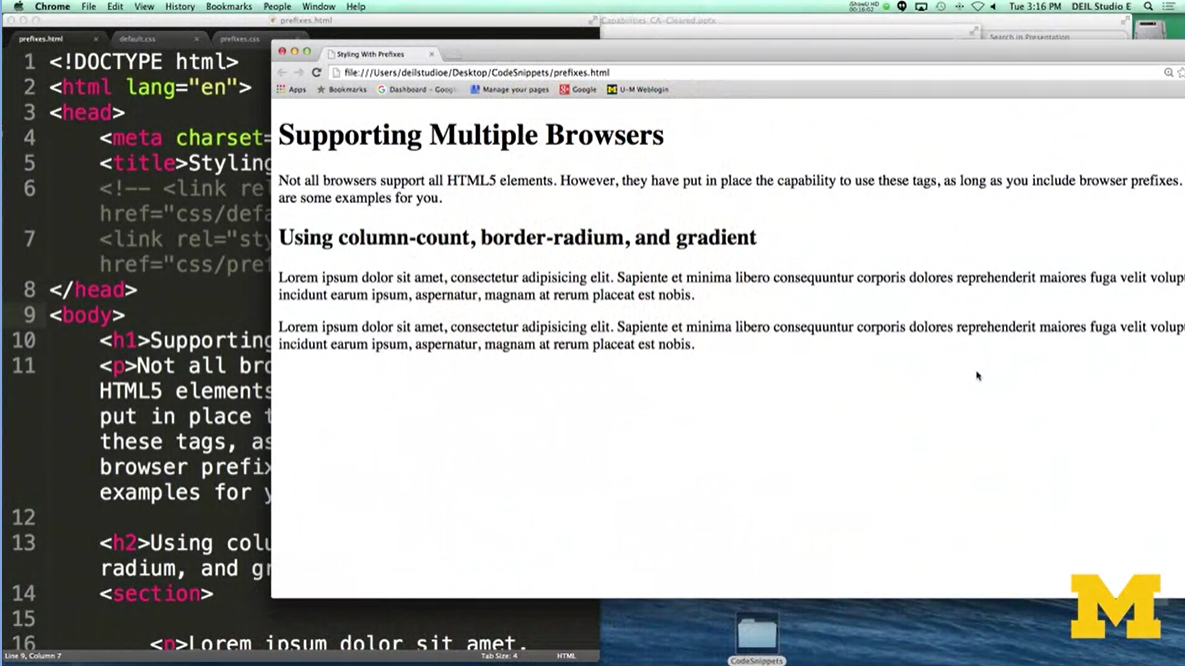 Chrome File Edit View History Bookmarks People Window Help
00:16:02 Tue 3:16 PM DEIL Studio E
prefixes.html
Capabilities_CA-Cleared.pptx
Search in Presentation
prefixes.html × default.css × prefixes.css ×
1 <!DOCTYPE html>
2 <html lang="en">
3 <head>
4 <meta charset=
5 <title>Styling
6 <!-- <link rel
href="css/defa
7 <link rel="sty
href="css/pref
8 </head>
9 <body>
10 <h1>Supporting
11 <p>Not all bro
HTML5 elements
put in place t
these tags, as
browser prefix
examples for y
12
13 <h2>Using colu
radium, and gr
14 <section>
15
16 <p>Lorem ipsum dolor sit amet,
Line 9, Column 7 Tab Size: 4 HTML
Styling With Prefixes ×
file:///Users/deilstudioe/Desktop/CodeSnippets/prefixes.html
Apps Bookmarks Dashboard - Goog Manage your pages Google U-M Weblogin
Supporting Multiple Browsers
Not all browsers support all HTML5 elements. However, they have put in place the capability to use these tags, as long as you include browser prefixes.
are some examples for you.
Using column-count, border-radium, and gradient
Lorem ipsum dolor sit amet, consectetur adipisicing elit. Sapiente et minima libero consequuntur corporis dolores reprehenderit maiores fuga velit volup
incidunt earum ipsum, aspernatur, magnam at rerum placeat est nobis.
Lorem ipsum dolor sit amet, consectetur adipisicing elit. Sapiente et minima libero consequuntur corporis dolores reprehenderit maiores fuga velit volup
incidunt earum ipsum, aspernatur, magnam at rerum placeat est nobis.
M
CodeSnippets